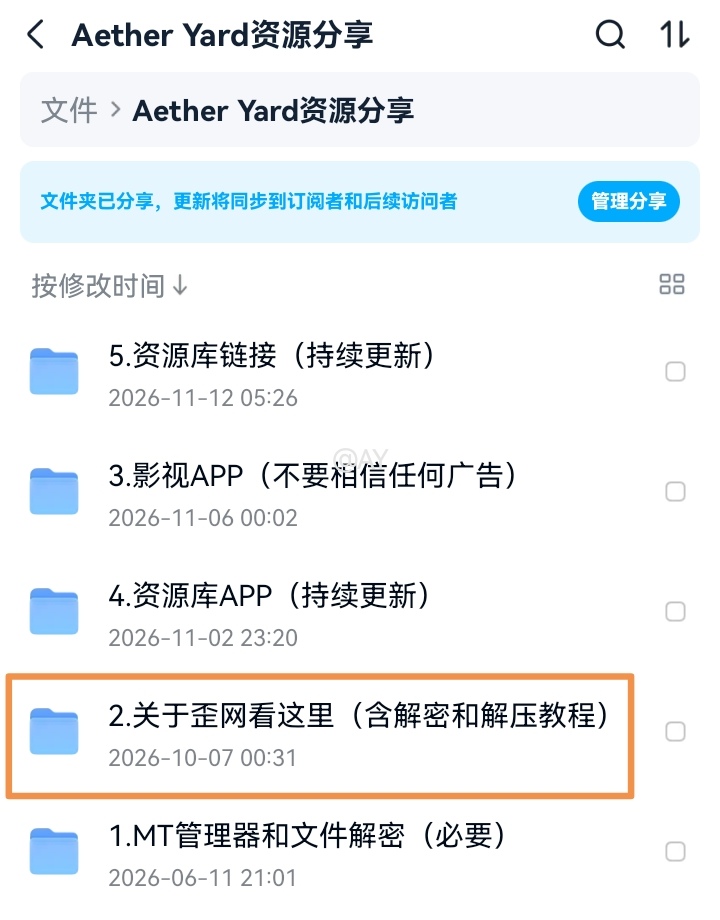 Aether Yard资源分享
文件 > Aether Yard资源分享
文件夹已分享，更新将同步到订阅者和后续访问者
管理分享
按修改时间↓
5.资源库链接（持续更新）
2026-11-12 05:26
@AY
3.影视APP（不要相信任何广告）
2026-11-06 00:02
4.资源库APP（持续更新）
2026-11-02 23:20
2.关于歪网看这里（含解密和解压教程）
2026-10-07 00:31
1.MT管理器和文件解密（必要）
2026-06-11 21:01